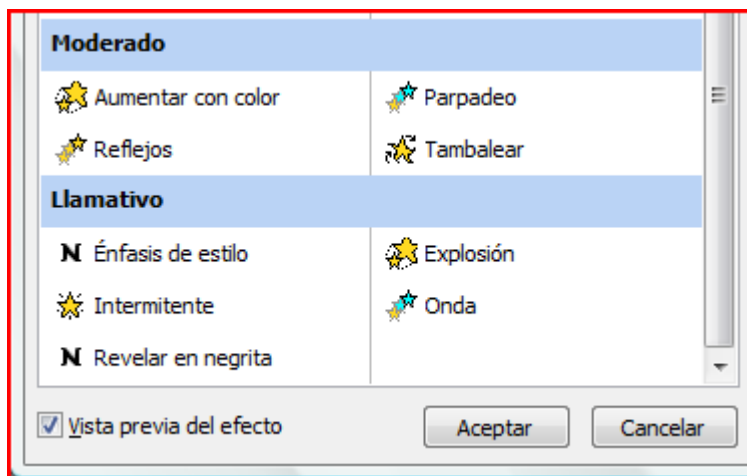 Moderado
Aumentar con color
Parpadeo
Reflejos
Tambalear
Llamativo
N Énfasis de estilo
Explosión
Intermitente
Onda
N Revelar en negrita
Vista previa del efecto
Aceptar
Cancelar